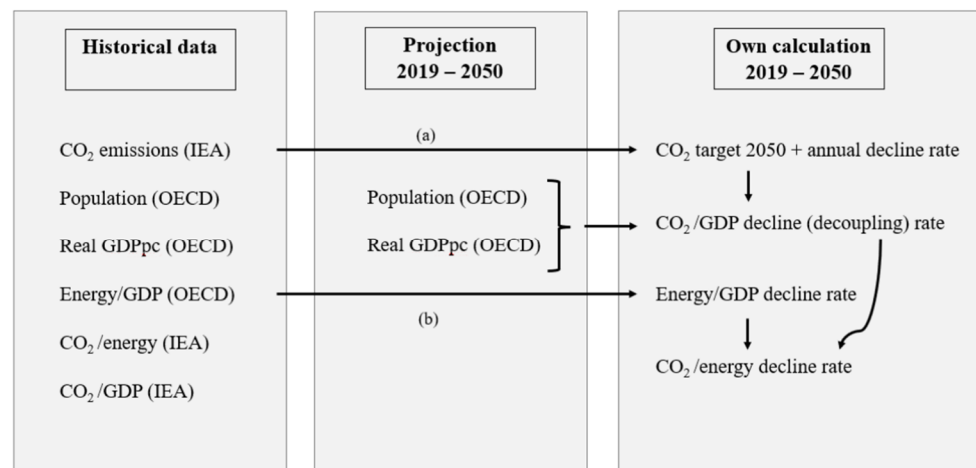 Historical data
Projection
2019 – 2050
Own calculation
2019 – 2050
CO₂ emissions (IEA)
(a)
CO₂ target 2050 + annual decline rate
Population (OECD)
Population (OECD)
CO₂/GDP decline (decoupling) rate
Real GDPpc (OECD)
Real GDPpc (OECD)
Energy/GDP (OECD)
(b)
Energy/GDP decline rate
CO₂/energy (IEA)
CO₂/energy decline rate
CO₂/GDP (IEA)